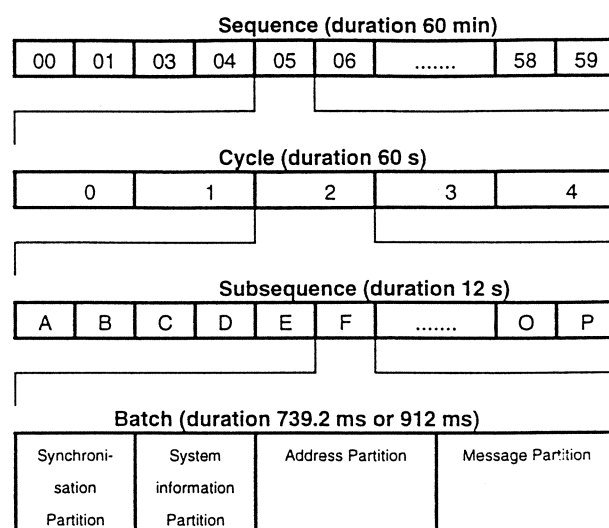 Sequence (duration 60 min)
00 01 03 04 05 06 ....... 58 59
Cycle (duration 60 s)
0 1 2 3 4
Subsequence (duration 12 s)
A B C D E F ....... O P
Batch (duration 739.2 ms or 912 ms)
Synchroni- System Address Partition Message Partition
sation information
Partition Partition